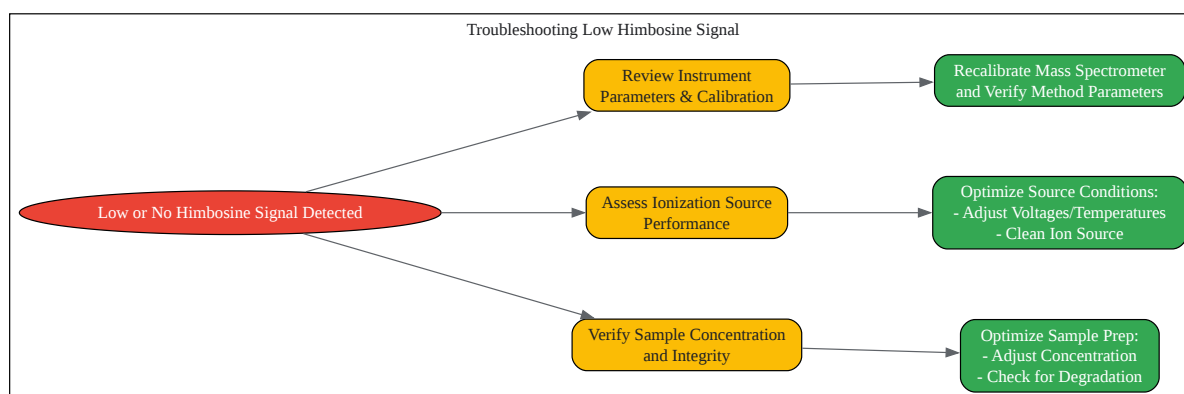 Troubleshooting Low Himbosine Signal
Review Instrument
Parameters & Calibration
Recalibrate Mass Spectrometer
and Verify Method Parameters
Low or No Himbosine Signal Detected
Assess Ionization Source
Performance
Optimize Source Conditions:
- Adjust Voltages/Temperatures
- Clean Ion Source
Verify Sample Concentration
and Integrity
Optimize Sample Prep:
- Adjust Concentration
- Check for Degradation